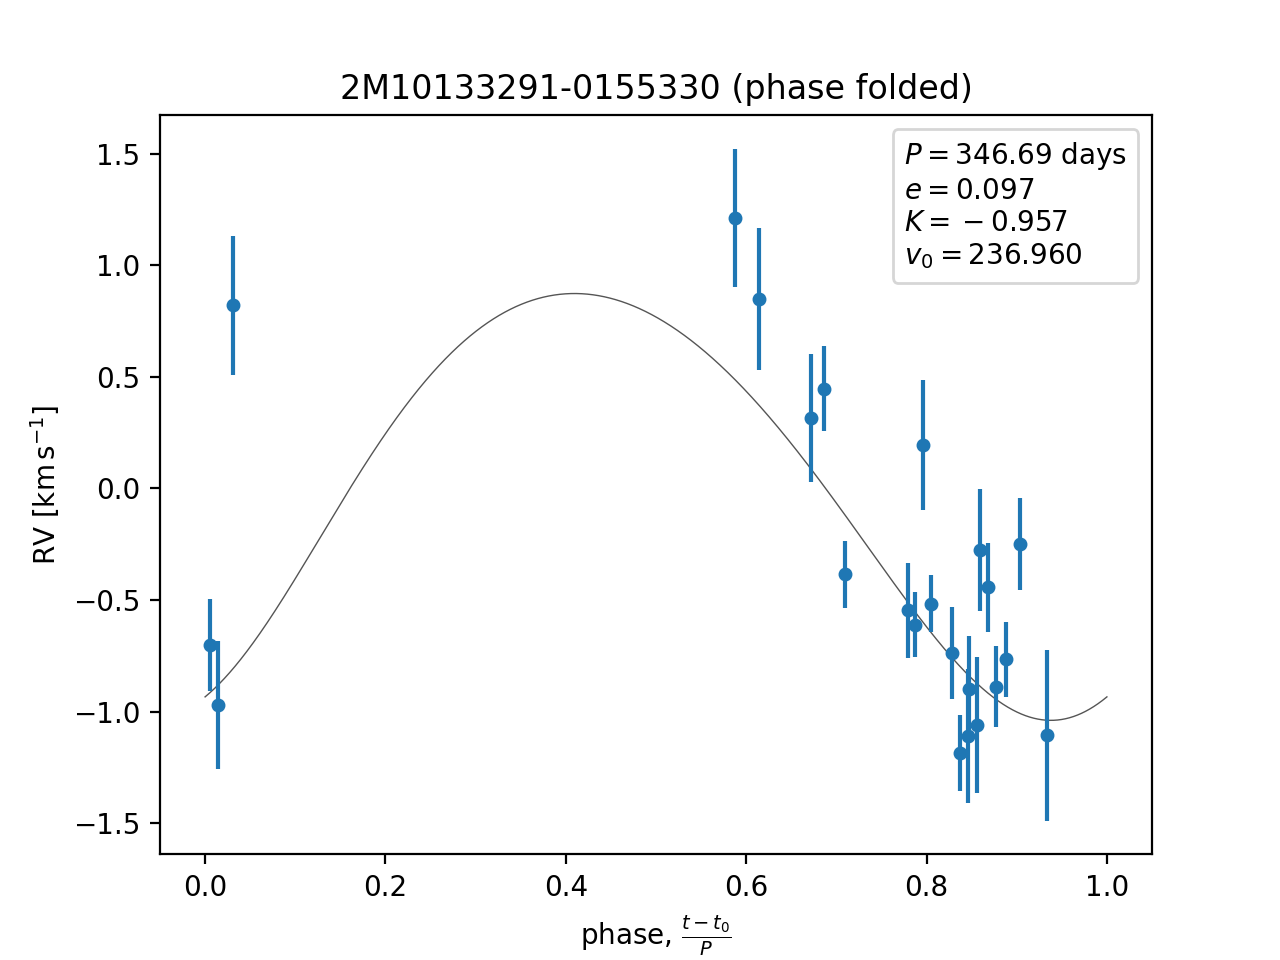 2M10133291-0155330 (phase folded)
P = 346.69 days
e = 0.097
K = −0.957
v₀ = 236.960
RV [km s⁻¹]
1.5
1.0
0.5
0.0
−0.5
−1.0
−1.5
0.0 0.2 0.4 0.6 0.8 1.0
phase, (t − t₀)/P